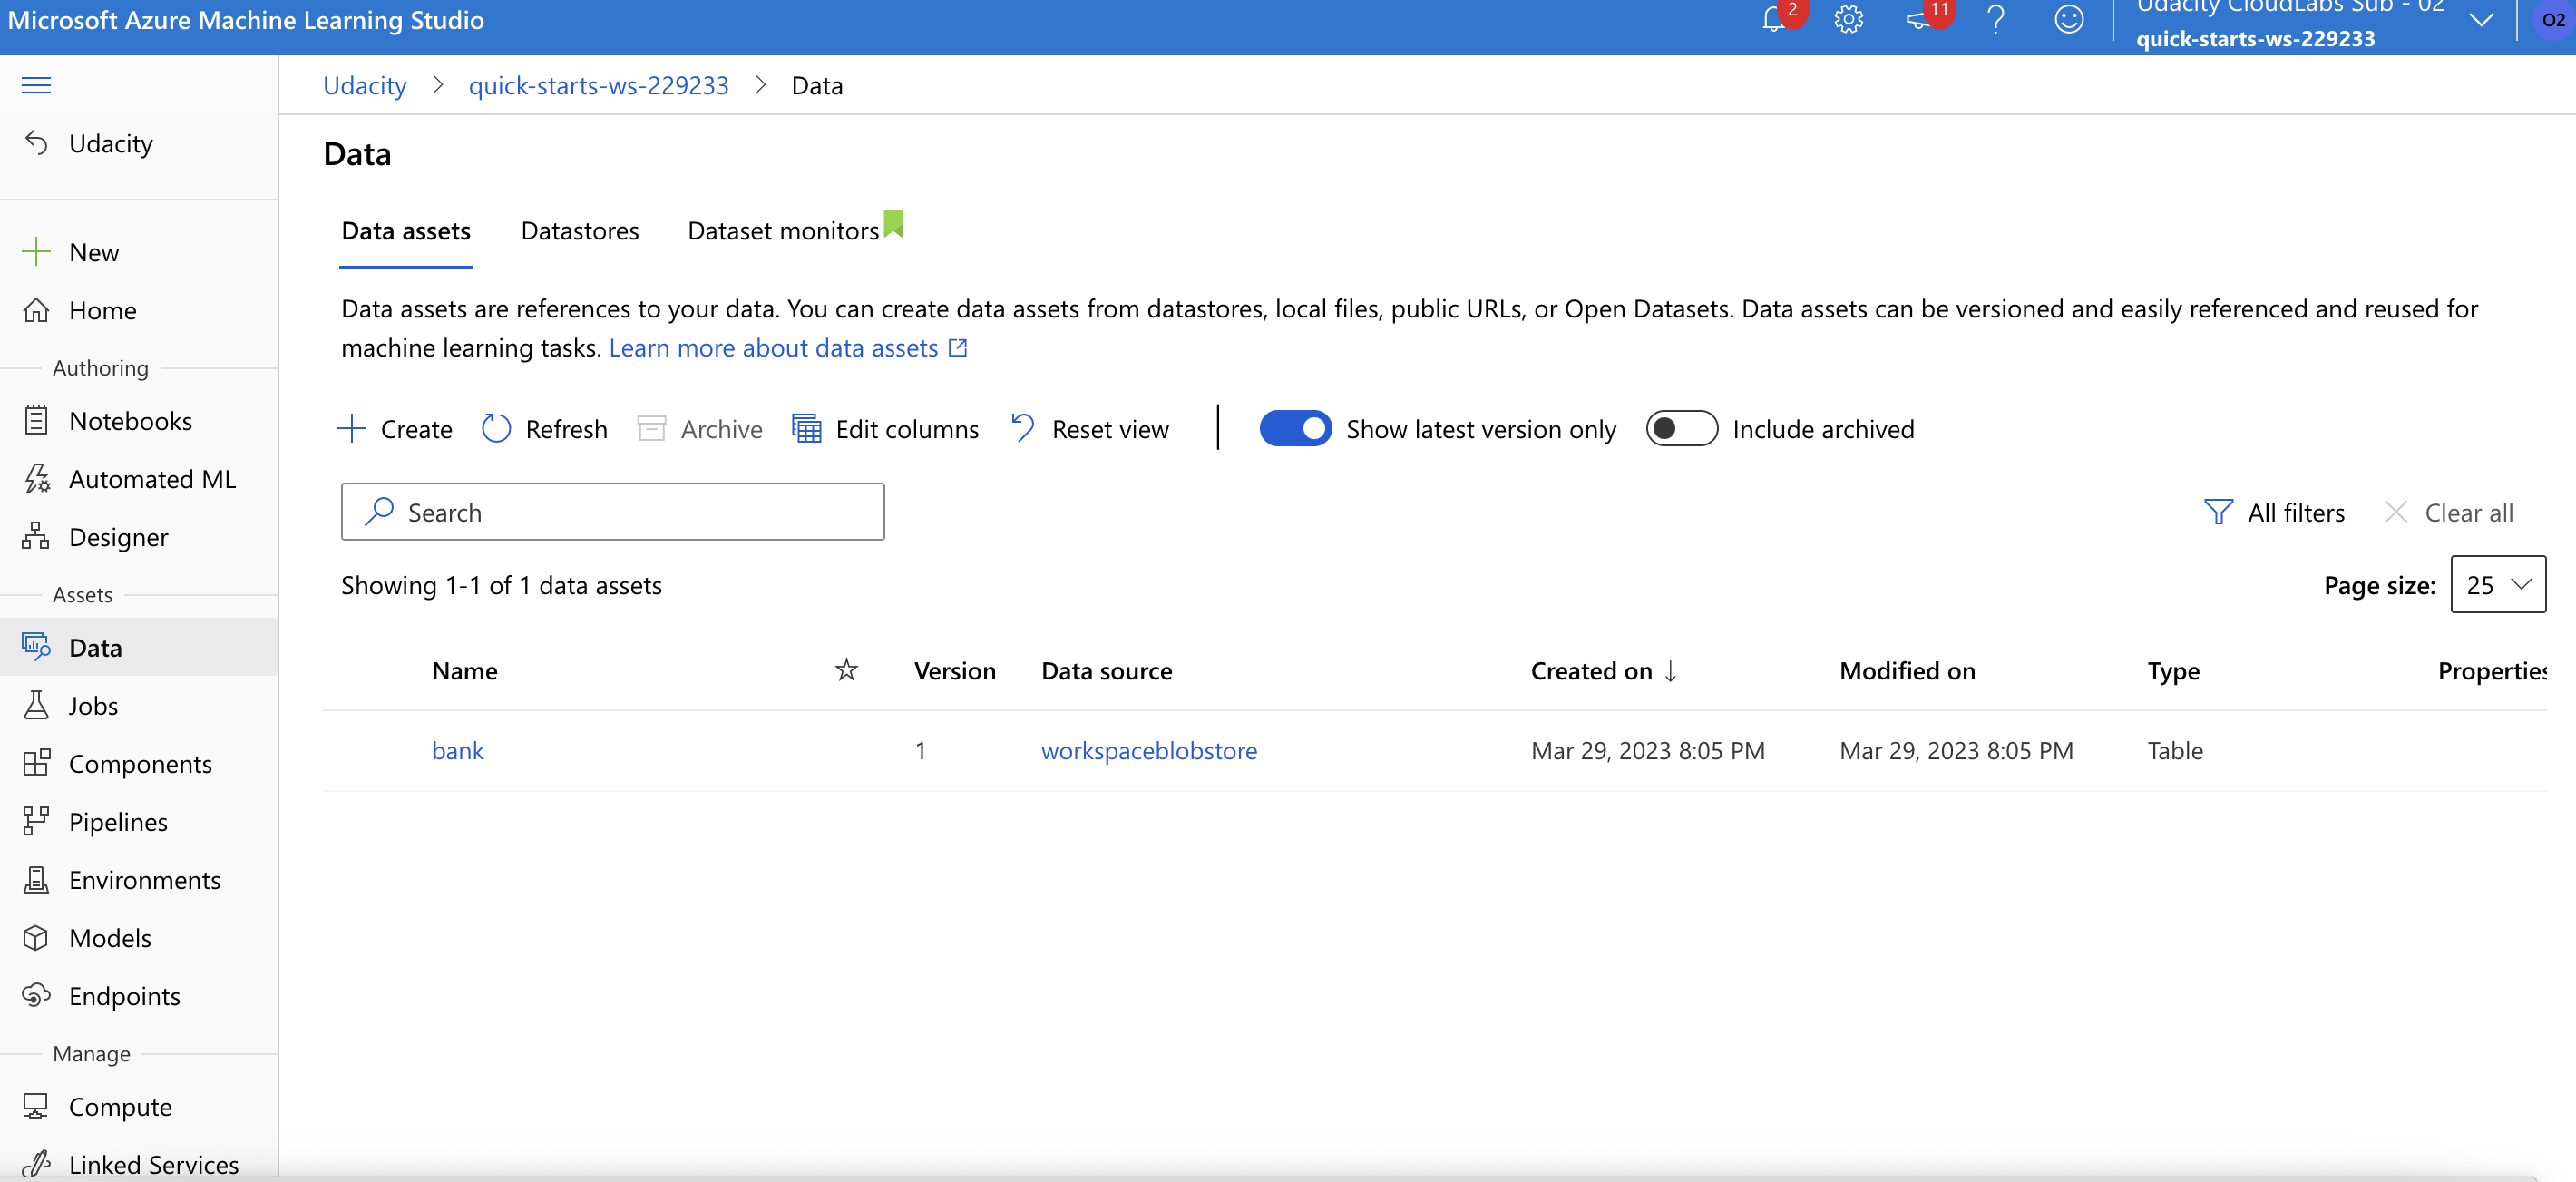 Microsoft Azure Machine Learning Studio
2
11
Udacity CloudLabs Sub - 02
quick-starts-ws-229233
O2
Udacity
New
Home
Authoring
Notebooks
Automated ML
Designer
Assets
Data
Jobs
Components
Pipelines
Environments
Models
Endpoints
Manage
Compute
Linked Services
Udacity > quick-starts-ws-229233 > Data
Data
Data assets Datastores Dataset monitors
Data assets are references to your data. You can create data assets from datastores, local files, public URLs, or Open Datasets. Data assets can be versioned and easily referenced and reused for
machine learning tasks. Learn more about data assets
Create Refresh Archive Edit columns Reset view Show latest version only Include archived
Search
All filters Clear all
Showing 1-1 of 1 data assets
Page size: 25
Name Version Data source Created on ↓ Modified on Type Properties
bank 1 workspaceblobstore Mar 29, 2023 8:05 PM Mar 29, 2023 8:05 PM Table